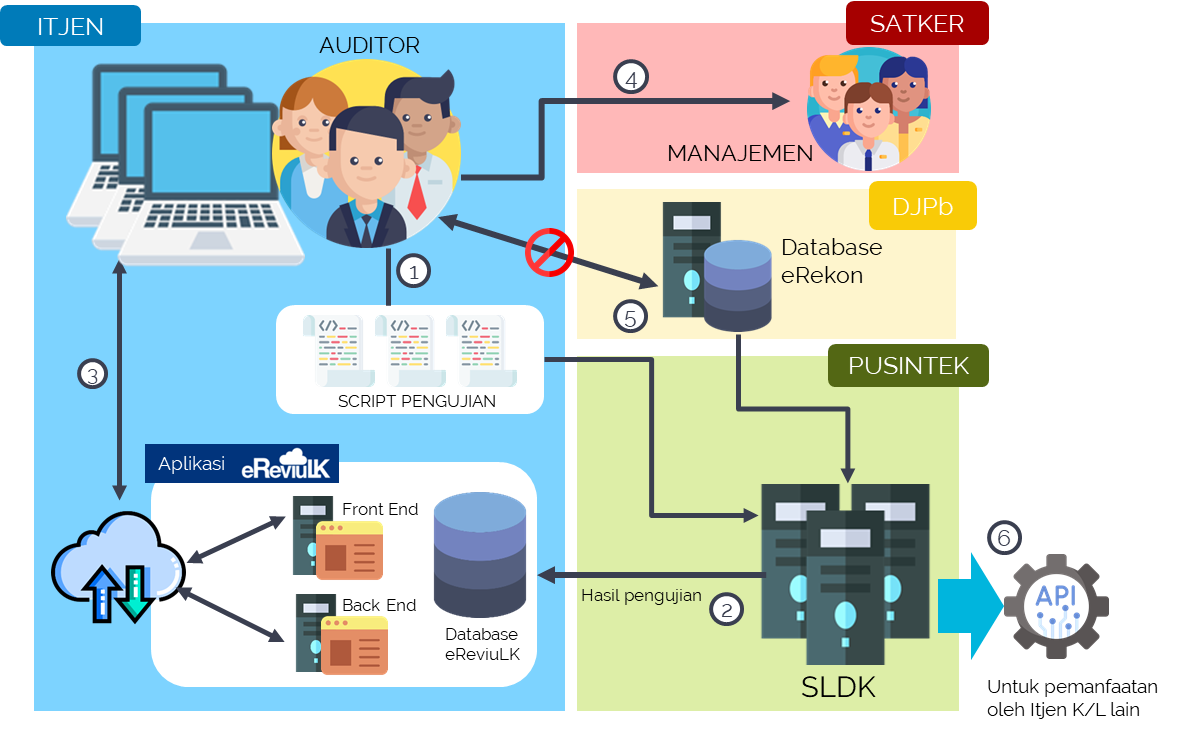 ITJEN
SATKER
AUDITOR
4
MANAJEMEN
DJPb
Database
eRekon
1
5
PUSINTEK
3
</> </> </>
SCRIPT PENGUJIAN
Aplikasi eReviuLK
Front End
Back End
Database
eReviuLK
Hasil pengujian
2
SLDK
6
API
Untuk pemanfaatan
oleh Itjen K/L lain